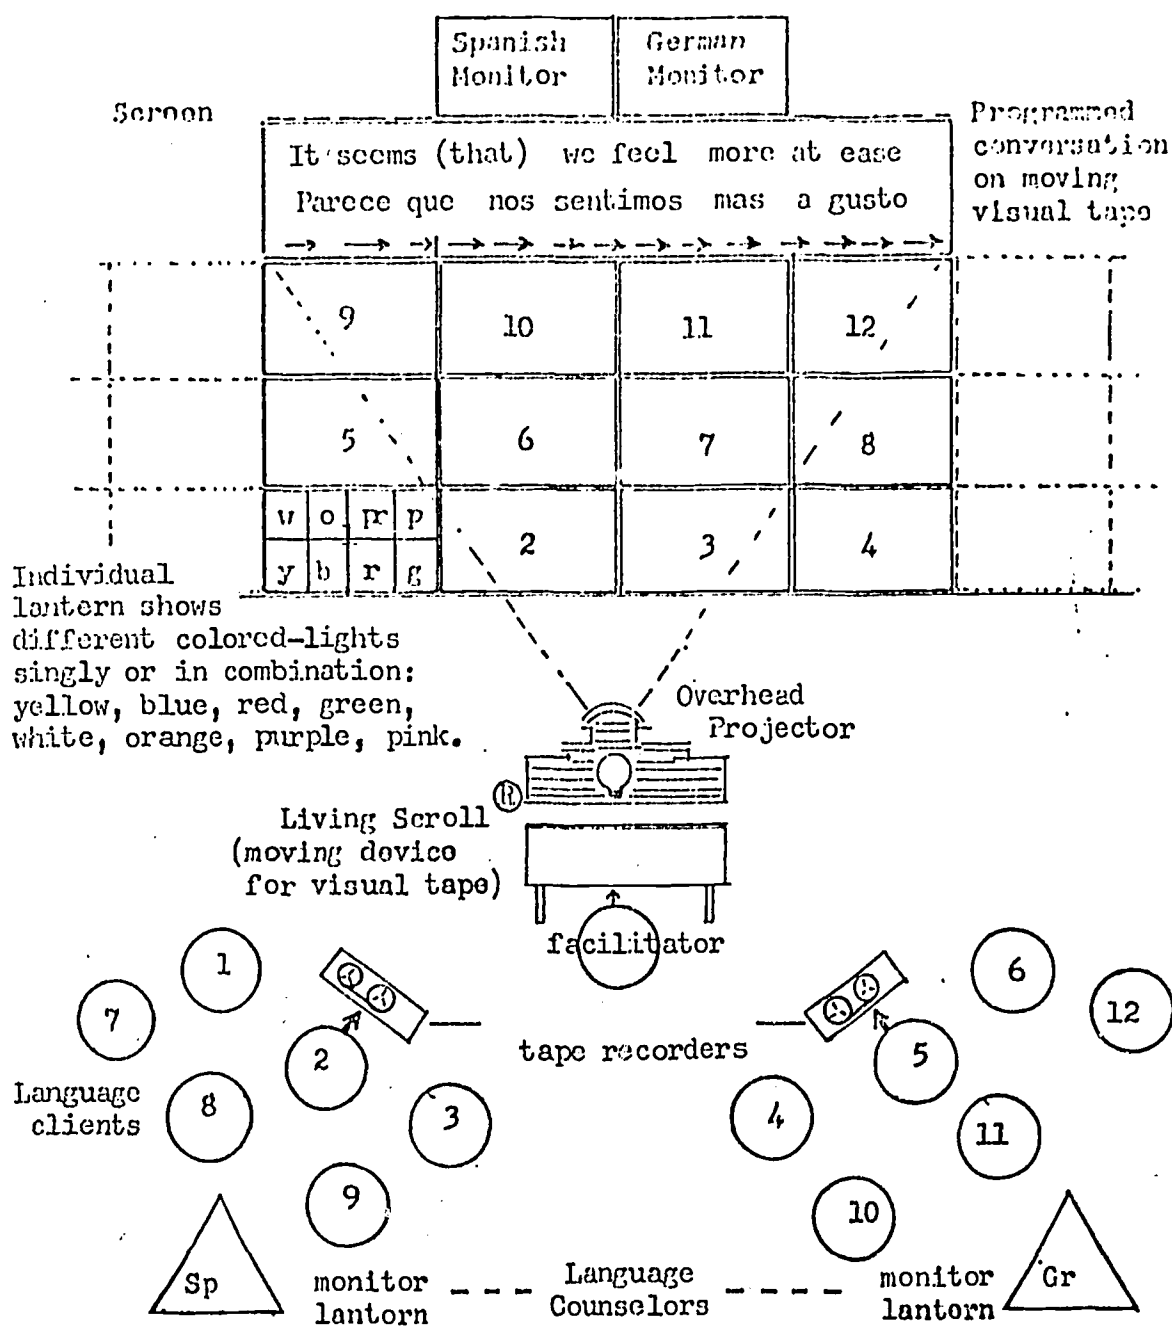 Spanish
Monitor
German
Monitor
Screen
Programmed
conversation
on moving
visual tape
It seems (that) we feel more at ease
Parece que nos sentimos mas a gusto
9 10 11 12
5 6 7 8
w o pr p
2 3 4
y b r g
Individual
lantern shows
different colored-lights
singly or in combination:
yellow, blue, red, green,
white, orange, purple, pink.
Overhead
Projector
Living Scroll
(moving device
for visual tape)
facilitator
1
7
2
8
3
9
Language
clients
tape recorders
6
12
5
4
11
10
Sp
monitor
lantern
Language
Counselors
monitor
lantern
Gr